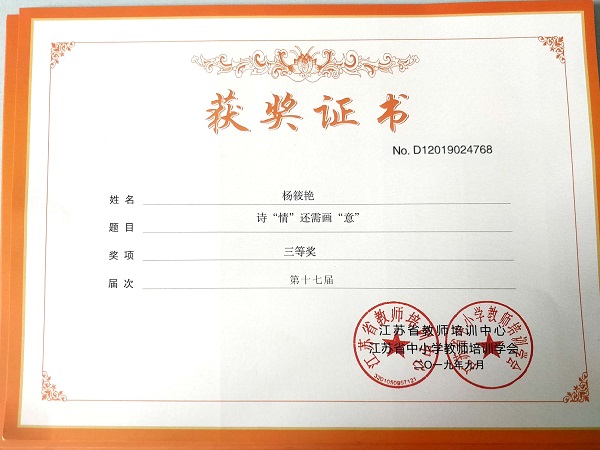 获奖证书
No. D12019024768
姓名 杨筱艳
题目 诗“情”还需画“意”
奖项 三等奖
届次 第十七届
江苏省教师培训中心
江苏省中小学教师培训学会
二〇一九年九月